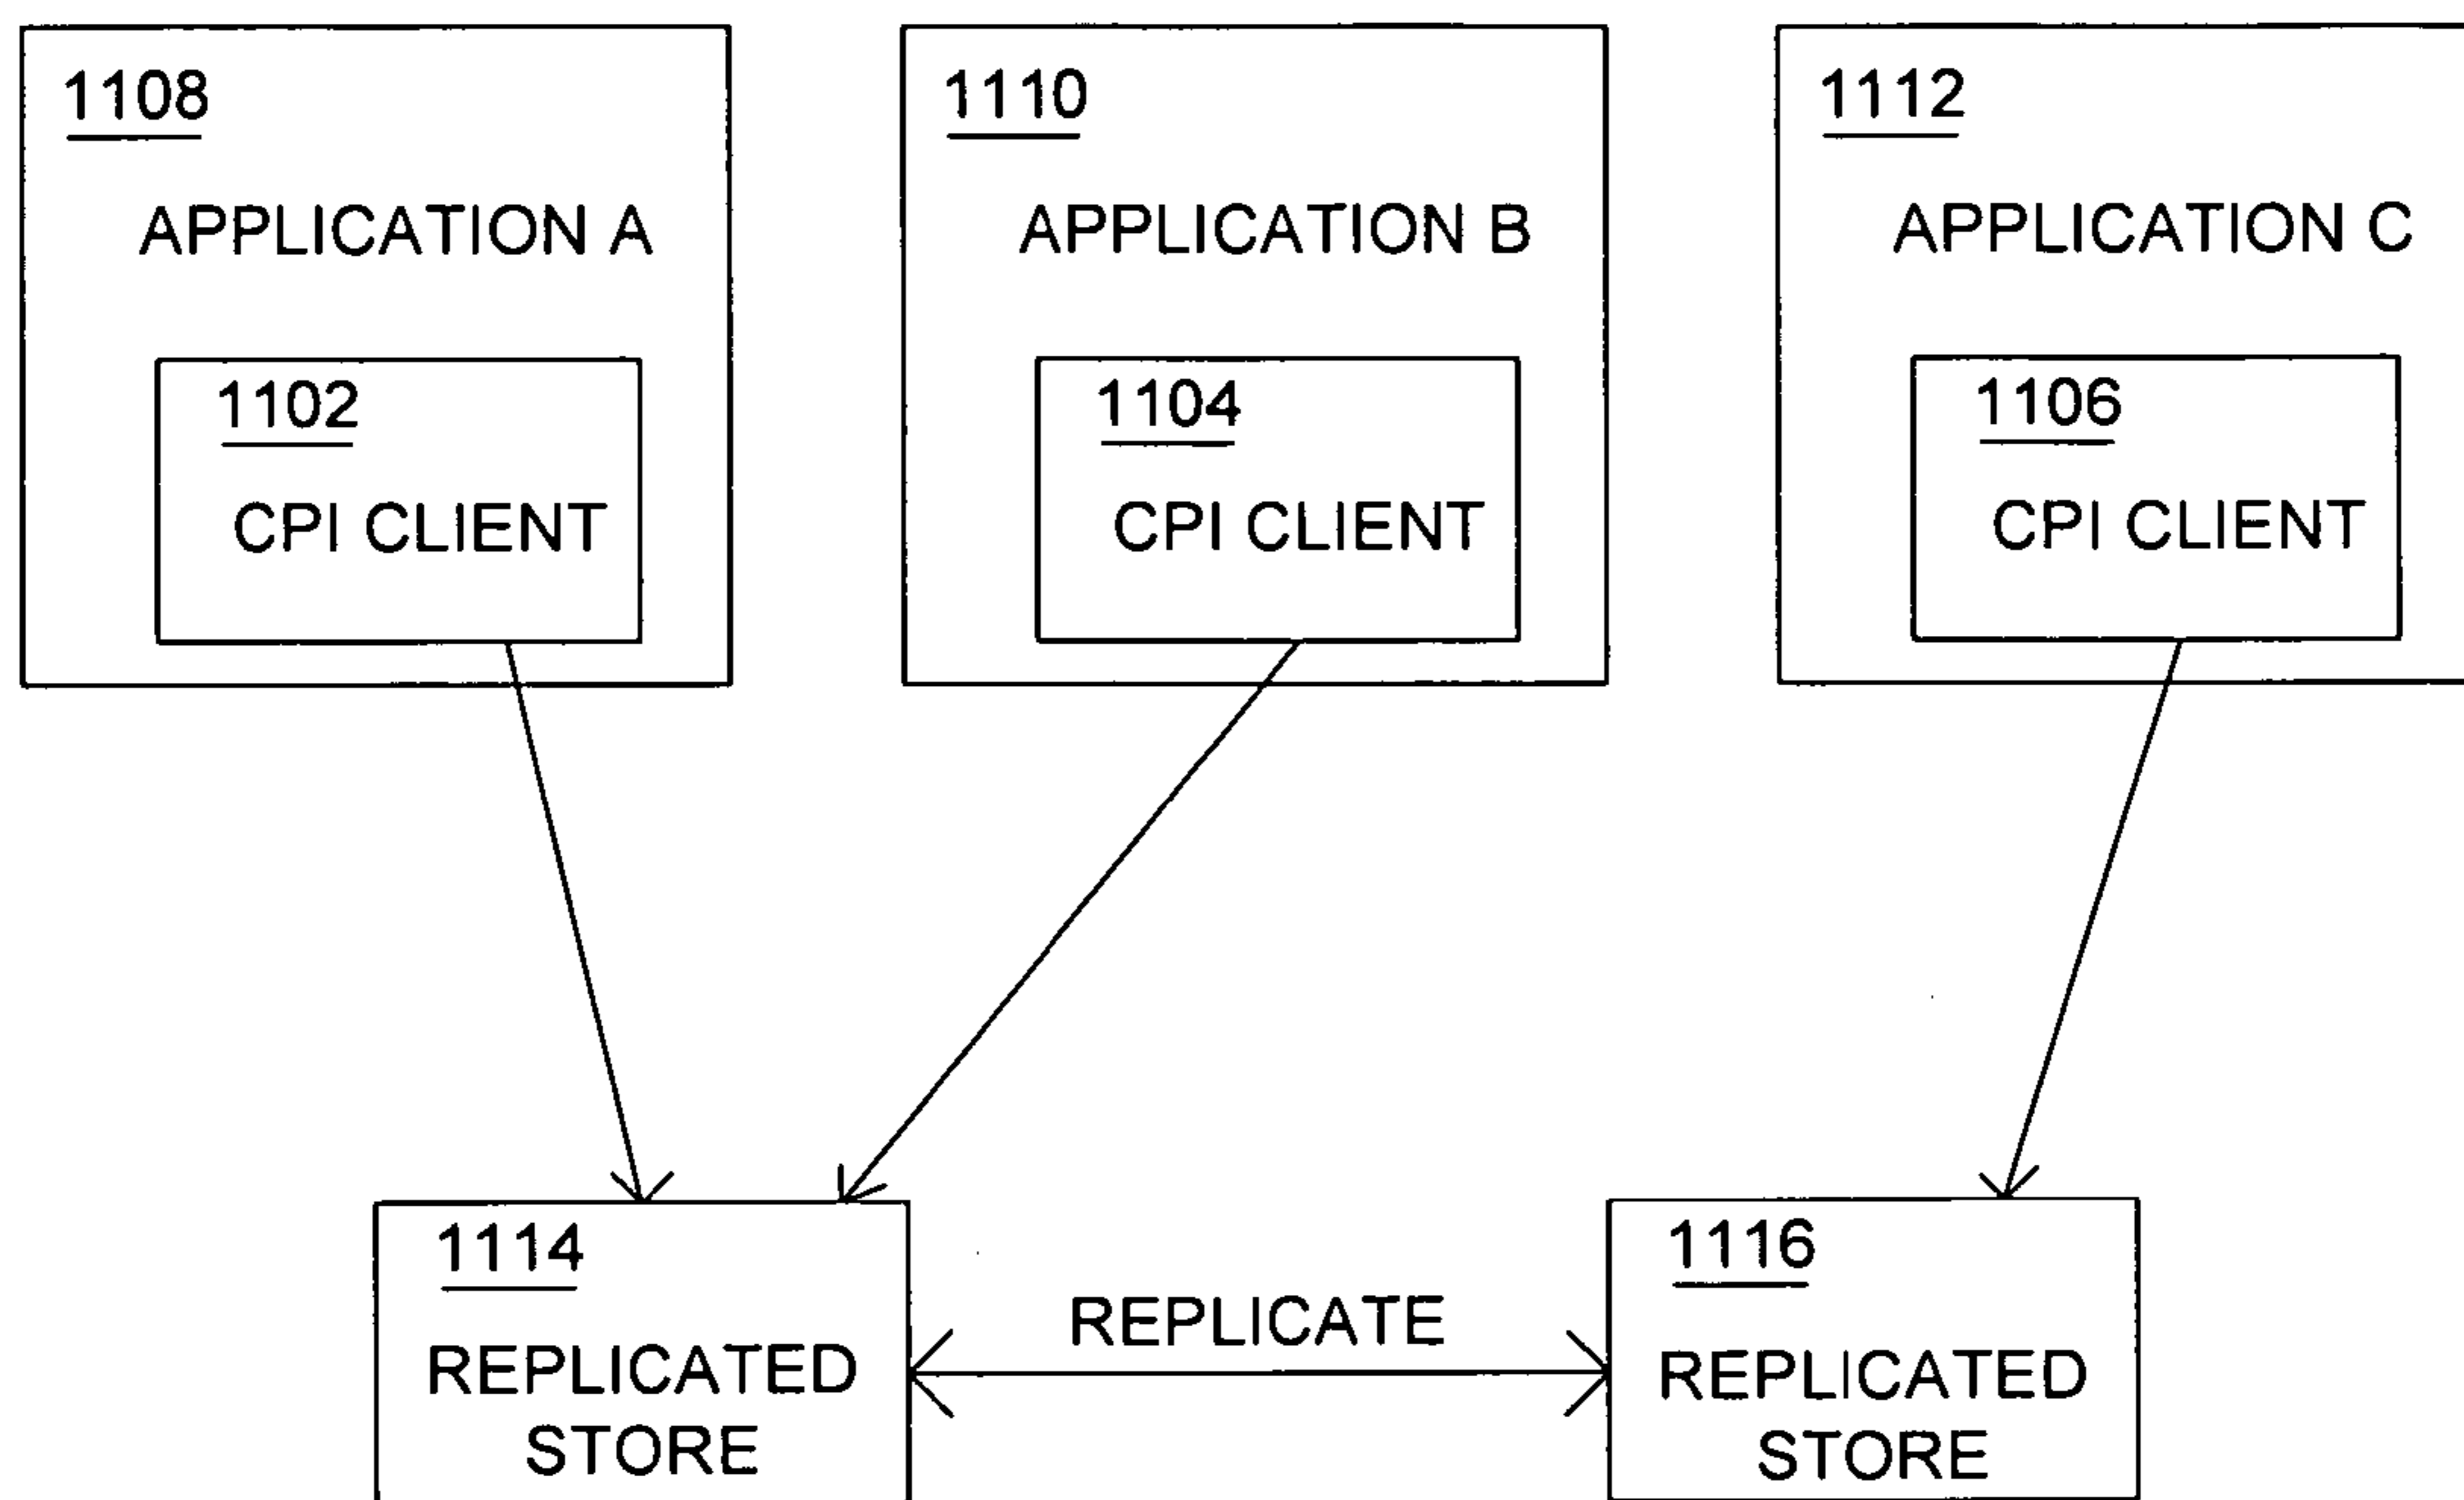 1108
APPLICATION A
1102
CPI CLIENT
1110
APPLICATION B
1104
CPI CLIENT
1112
APPLICATION C
1106
CPI CLIENT
1114
REPLICATED
STORE
REPLICATE
1116
REPLICATED
STORE